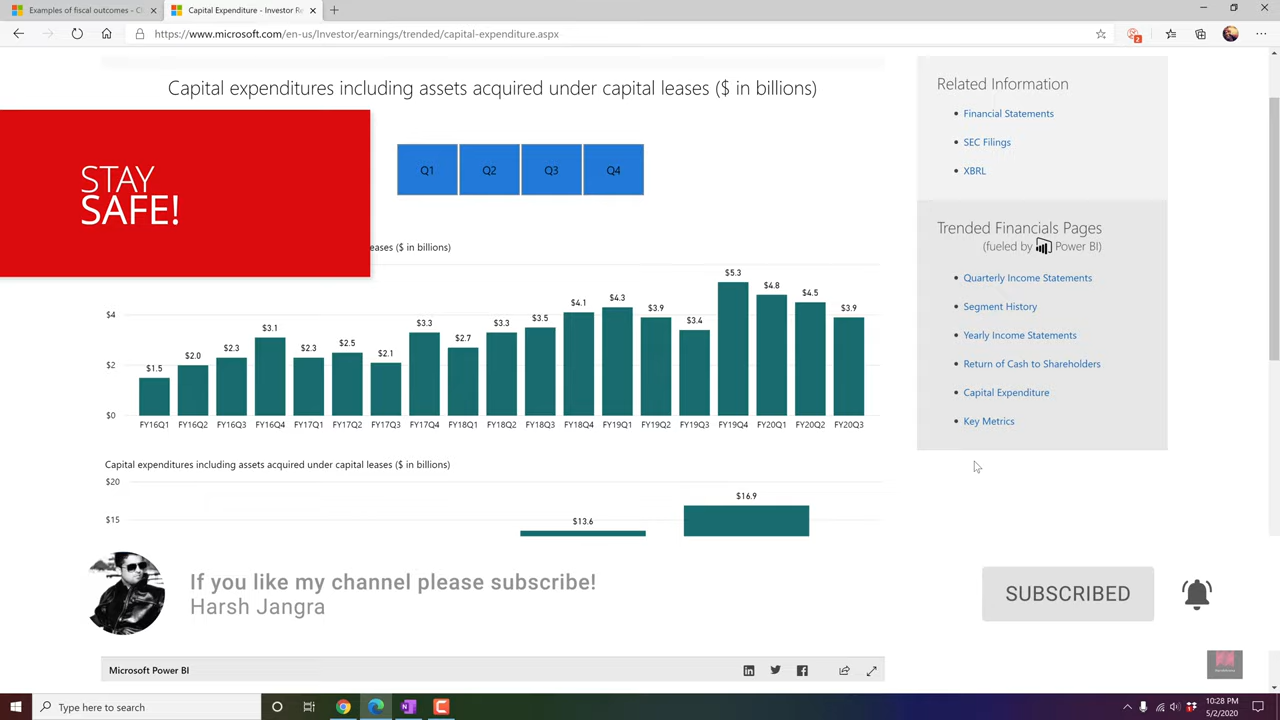 Examples of fiscal outcomes - Cl
Capital Expenditure - Investor Re
https://www.microsoft.com/en-us/Investor/earnings/trended/capital-expenditure.aspx
2
Capital expenditures including assets acquired under capital leases ($ in billions)
STAY
SAFE!
Q1 Q2 Q3 Q4
eases ($ in billions)
$4
$2
$0
$1.5 $2.0 $2.3 $3.1 $2.3 $2.5 $2.1 $3.3 $2.7 $3.3 $3.5 $4.1 $4.3 $3.9 $3.4 $5.3 $4.8 $4.5 $3.9
FY16Q1 FY16Q2 FY16Q3 FY16Q4 FY17Q1 FY17Q2 FY17Q3 FY17Q4 FY18Q1 FY18Q2 FY18Q3 FY18Q4 FY19Q1 FY19Q2 FY19Q3 FY19Q4 FY20Q1 FY20Q2 FY20Q3
Capital expenditures including assets acquired under capital leases ($ in billions)
$20
$15
$13.6 $16.9
Related Information
Financial Statements
SEC Filings
XBRL
Trended Financials Pages
(fueled by Power BI)
Quarterly Income Statements
Segment History
Yearly Income Statements
Return of Cash to Shareholders
Capital Expenditure
Key Metrics
If you like my channel please subscribe!
Harsh Jangra
SUBSCRIBED
Microsoft Power BI
Type here to search
10:28 PM
5/2/2020